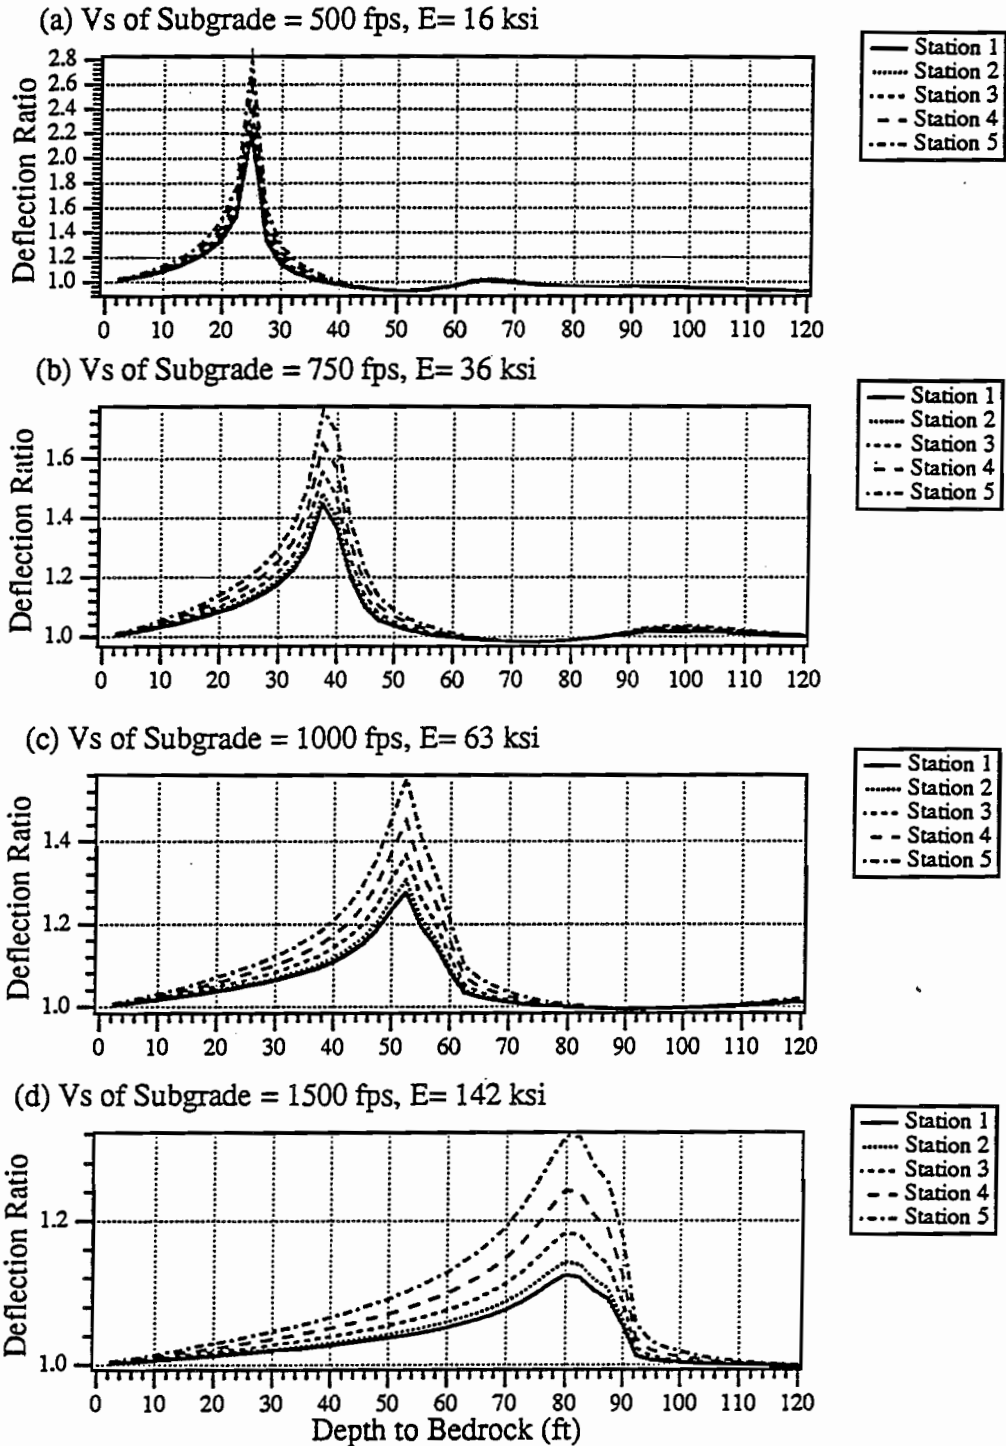 (a) Vs of Subgrade = 500 fps, E= 16 ksi
Deflection Ratio
2.8
2.6
2.4
2.2
2.0
1.8
1.6
1.4
1.2
1.0
0 10 20 30 40 50 60 70 80 90 100 110 120
Station 1
Station 2
Station 3
Station 4
Station 5
(b) Vs of Subgrade = 750 fps, E= 36 ksi
Deflection Ratio
1.6
1.4
1.2
1.0
0 10 20 30 40 50 60 70 80 90 100 110 120
Station 1
Station 2
Station 3
Station 4
Station 5
(c) Vs of Subgrade = 1000 fps, E= 63 ksi
Deflection Ratio
1.4
1.2
1.0
0 10 20 30 40 50 60 70 80 90 100 110 120
Station 1
Station 2
Station 3
Station 4
Station 5
(d) Vs of Subgrade = 1500 fps, E= 142 ksi
Deflection Ratio
1.2
1.0
0 10 20 30 40 50 60 70 80 90 100 110 120
Depth to Bedrock (ft)
Station 1
Station 2
Station 3
Station 4
Station 5